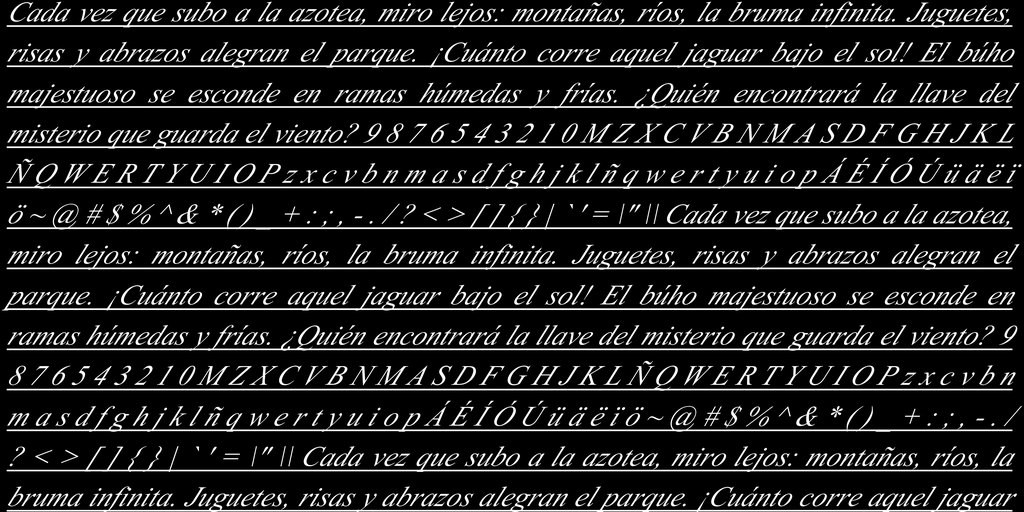 Cada vez que subo a la azotea, miro lejos: montañas, ríos, la bruma infinita. Juguetes,
risas y abrazos alegran el parque. ¡Cuánto corre aquel jaguar bajo el sol! El búho
majestuoso se esconde en ramas húmedas y frías. ¿Quién encontrará la llave del
misterio que guarda el viento? 9 8 7 6 5 4 3 2 1 0 M Z X C V B N M A S D F G H J K L
Ñ Q W E R T Y U I O P z x c v b n m a s d f g h j k l ñ q w e r t y u i o p Á É Í Ó Ú ü ä ë ï
ö ~ @ # $ % ^ & * ( ) _ + : ; , - . / ? < > [ ] { } | ` ' = \" \\ Cada vez que subo a la azotea,
miro lejos: montañas, ríos, la bruma infinita. Juguetes, risas y abrazos alegran el
parque. ¡Cuánto corre aquel jaguar bajo el sol! El búho majestuoso se esconde en
ramas húmedas y frías. ¿Quién encontrará la llave del misterio que guarda el viento? 9
8 7 6 5 4 3 2 1 0 M Z X C V B N M A S D F G H J K L Ñ Q W E R T Y U I O P z x c v b n
m a s d f g h j k l ñ q w e r t y u i o p Á É Í Ó Ú ü ä ë ï ö ~ @ # $ % ^ & * ( ) _ + : ; , - . /
? < > [ ] { } | ` ' = \" \\ Cada vez que subo a la azotea, miro lejos: montañas, ríos, la
bruma infinita. Juguetes, risas y abrazos alegran el parque. ¡Cuánto corre aquel jaguar